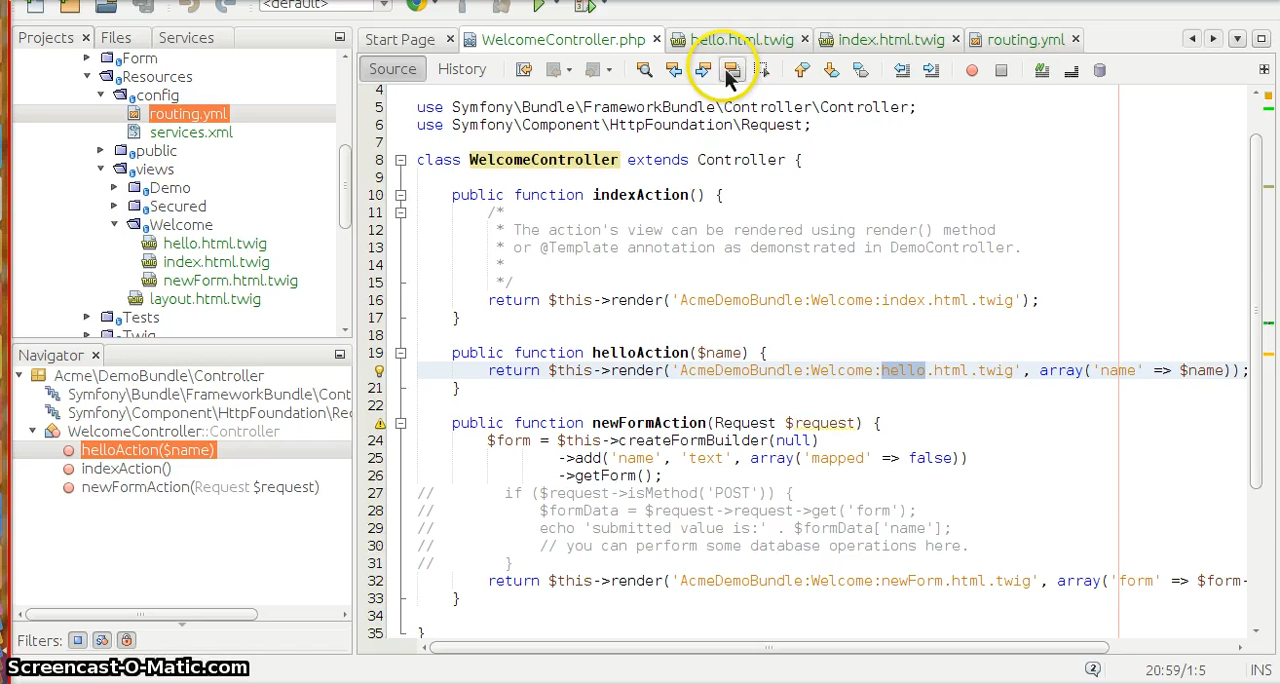 <default>
Projects Files Services
Form
Resources
config
routing.yml
services.xml
public
views
Demo
Secured
Welcome
hello.html.twig
index.html.twig
newForm.html.twig
layout.html.twig
Tests
Twig
Navigator
Acme\DemoBundle\Controller
Symfony\Bundle\FrameworkBundle\Cont
Symfony\Component\HttpFoundation\Re
WelcomeController::Controller
helloAction($name)
indexAction()
newFormAction(Request $request)
Filters:
Screencast-O-Matic.com
Start Page WelcomeController.php hello.html.twig index.html.twig routing.yml
Source History
4
5 use Symfony\Bundle\FrameworkBundle\Controller\Controller;
6 use Symfony\Component\HttpFoundation\Request;
7
8 class WelcomeController extends Controller {
9
10 public function indexAction() {
11 /*
12 * The action's view can be rendered using render() method
13 * or @Template annotation as demonstrated in DemoController.
14 *
15 */
16 return $this->render('AcmeDemoBundle:Welcome:index.html.twig');
17 }
18
19 public function helloAction($name) {
return $this->render('AcmeDemoBundle:Welcome:hello.html.twig', array('name' => $name));
21 }
22
public function newFormAction(Request $request) {
24 $form = $this->createFormBuilder(null)
25 ->add('name', 'text', array('mapped' => false))
26 ->getForm();
27 // if ($request->isMethod('POST')) {
28 // $formData = $request->request->get('form');
29 // echo 'submitted value is:' . $formData['name'];
30 // // you can perform some database operations here.
31 // }
32 return $this->render('AcmeDemoBundle:Welcome:newForm.html.twig', array('form' => $form-
33 }
34
35 }
20:59/1:5 INS